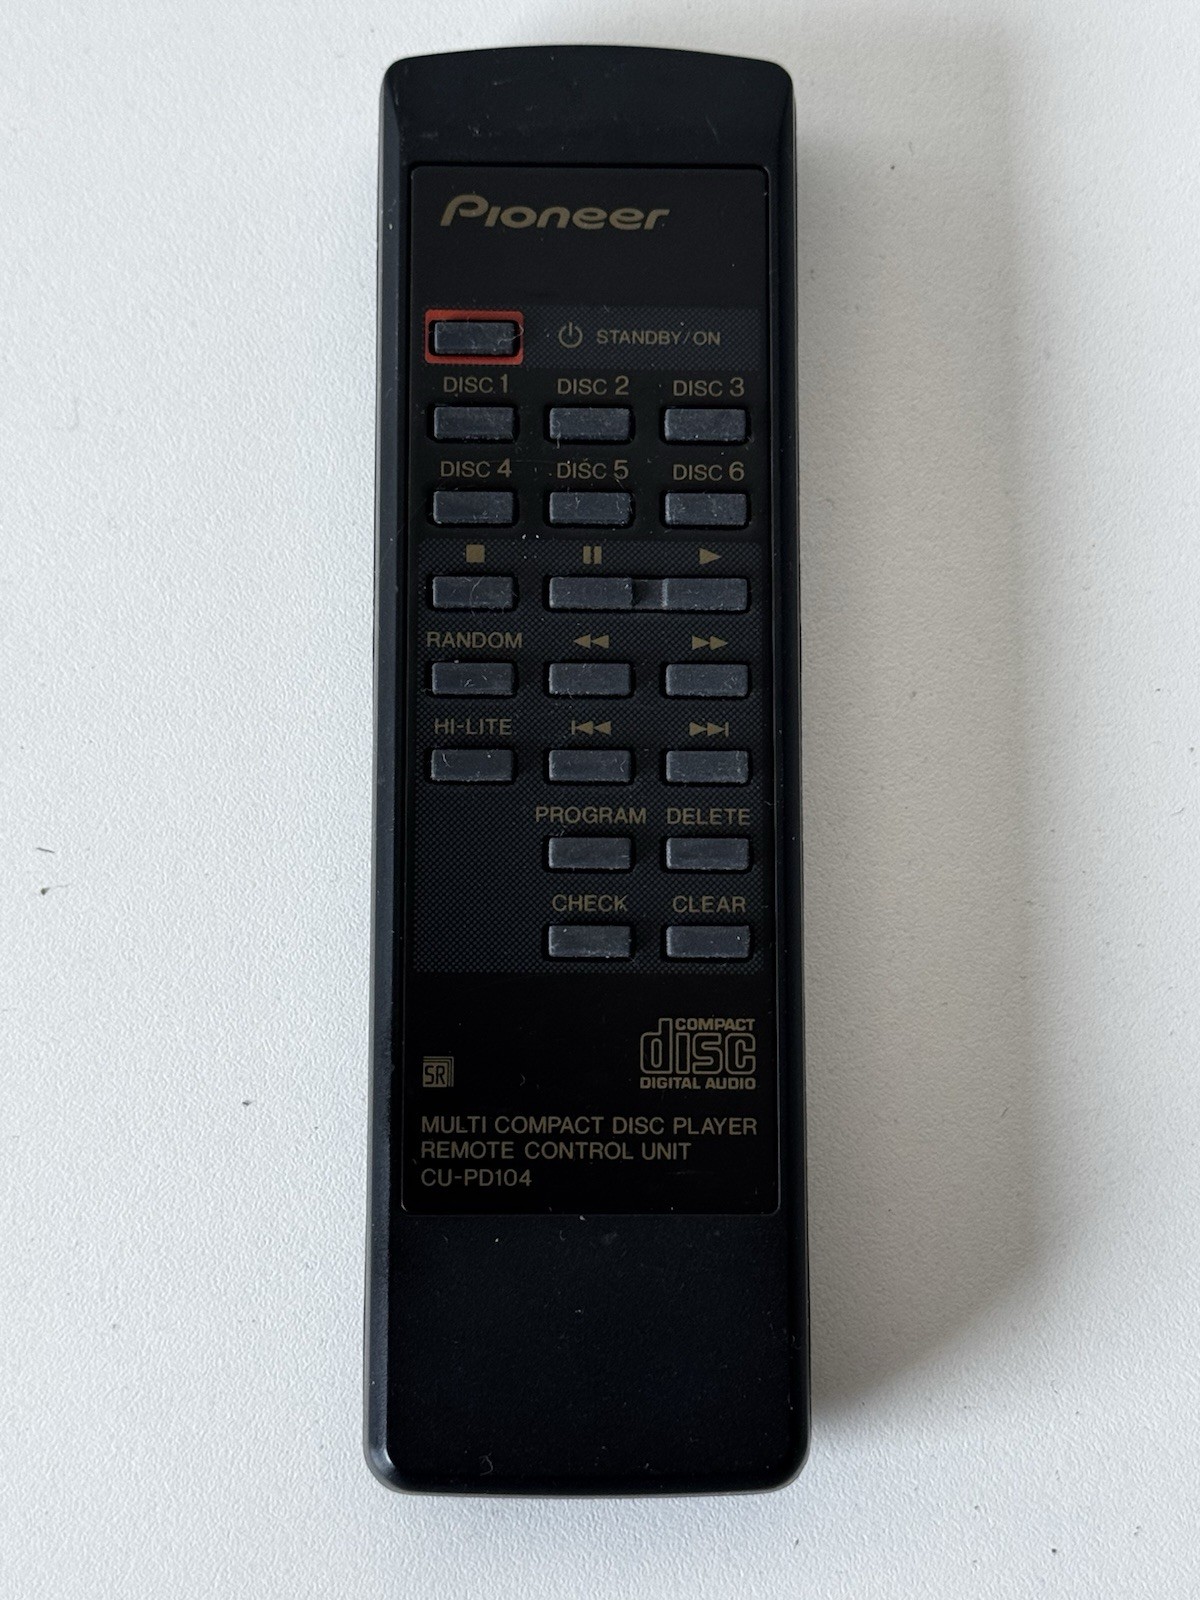 Pioneer
STANDBY/ON
DISC 1 DISC 2 DISC 3
DISC 4 DISC 5 DISC 6
RANDOM
HI-LITE
PROGRAM DELETE
CHECK CLEAR
COMPACT
disc
DIGITAL AUDIO
SR
MULTI COMPACT DISC PLAYER
REMOTE CONTROL UNIT
CU-PD104